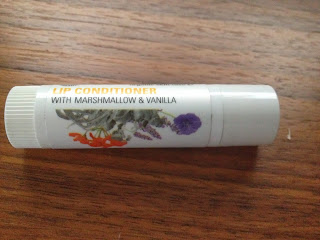 LIP CONDITIONER
WITH MARSHMALLOW & VANILLA